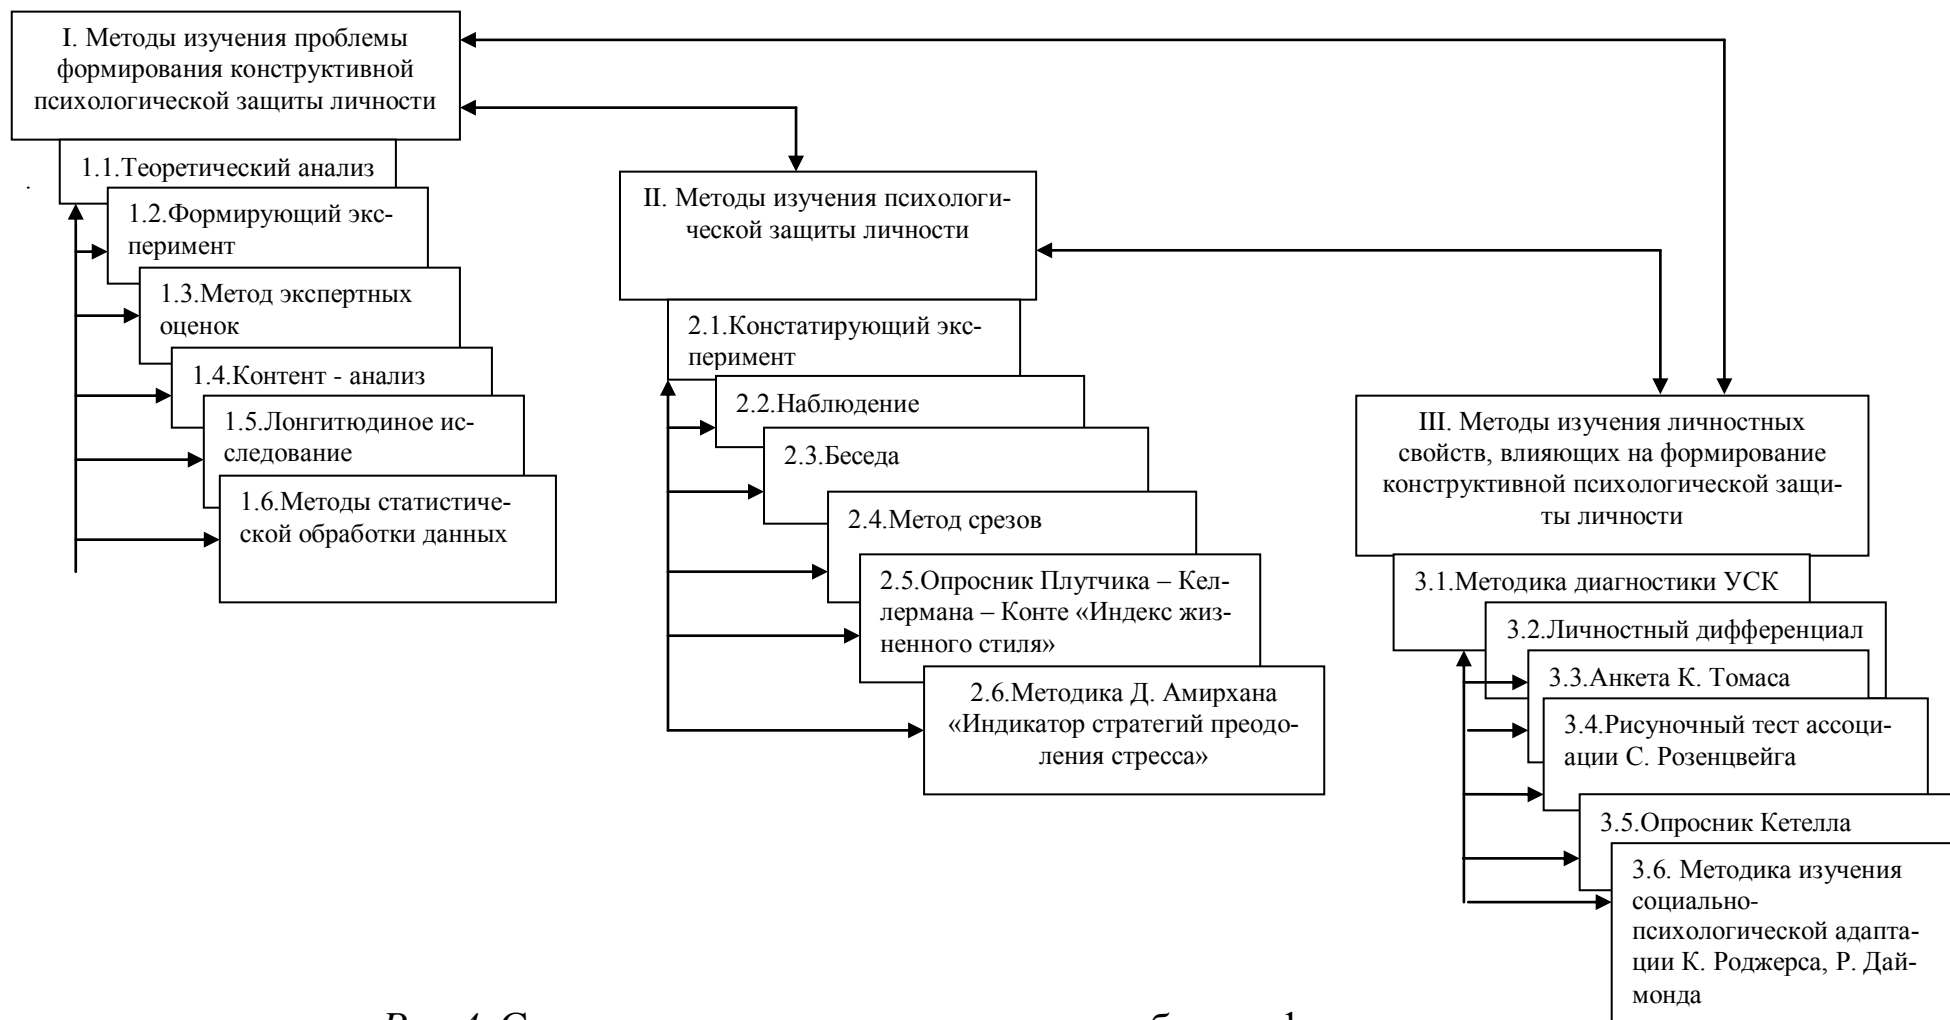 I. Методы изучения проблемы
формирования конструктивной
психологической защиты личности
1.1.Теоретический анализ
1.2.Формирующий экс-
перимент
1.3.Метод экспертных
оценок
1.4.Контент - анализ
1.5.Лонгитюдиное ис-
следование
1.6.Методы статистиче-
ской обработки данных
II. Методы изучения психологи-
ческой защиты личности
2.1.Констатирующий экс-
перимент
2.2.Наблюдение
2.3.Беседа
2.4.Метод срезов
2.5.Опросник Плутчика – Кел-
лермана – Конте «Индекс жиз-
ненного стиля»
2.6.Методика Д. Амирхана
«Индикатор стратегий преодо-
ления стресса»
III. Методы изучения личностных
свойств, влияющих на формирование
конструктивной психологической защи-
ты личности
3.1.Методика диагностики УСК
3.2.Личностный дифференциал
3.3.Анкета К. Томаса
3.4.Рисуночный тест ассоци-
ации С. Розенцвейга
3.5.Опросник Кетелла
3.6. Методика изучения
социально-
психологической адапта-
ции К. Роджерса, Р. Дай-
монда